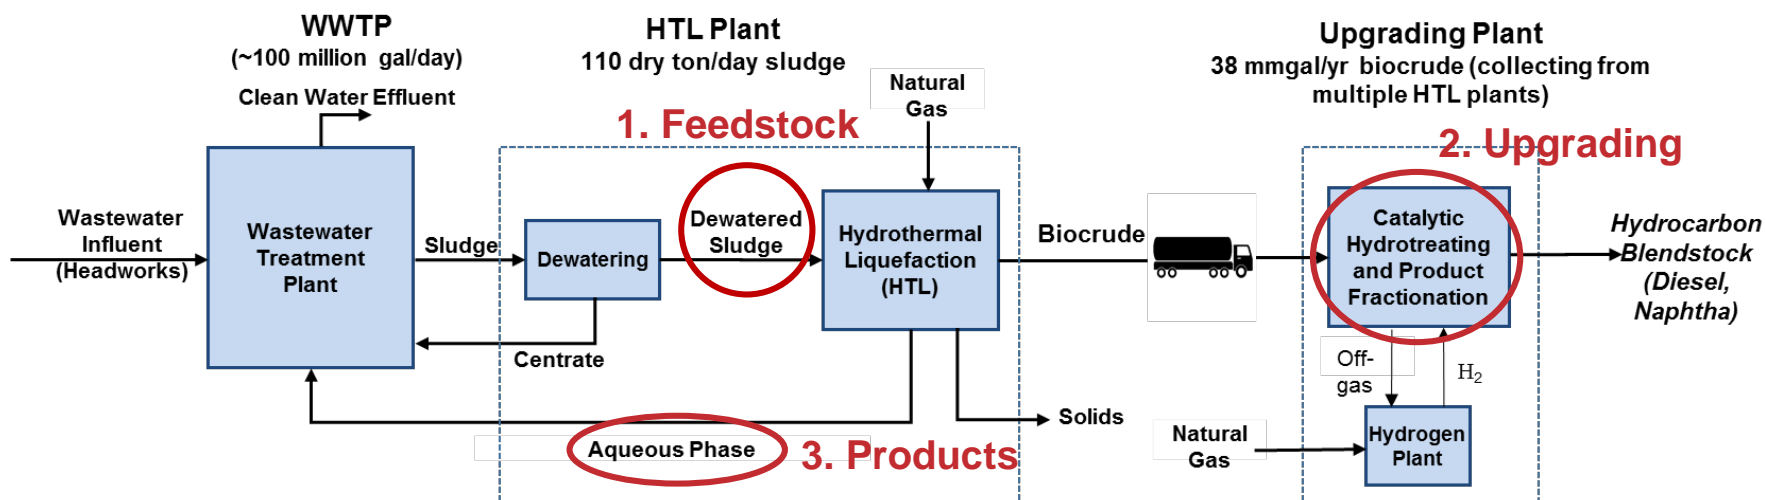 WWTP
(~100 million gal/day)
Clean Water Effluent
HTL Plant
110 dry ton/day sludge
Natural
Gas
1. Feedstock
Upgrading Plant
38 mmgal/yr biocrude (collecting from
multiple HTL plants)
2. Upgrading
Wastewater
Influent
(Headworks)
Wastewater
Treatment
Plant
Sludge
Dewatering
Dewatered
Sludge
Hydrothermal
Liquefaction
(HTL)
Biocrude
Catalytic
Hydrotreating
and Product
Fractionation
Hydrocarbon
Blendstock
(Diesel,
Naphtha)
Centrate
Off-
gas
H₂
Solids
Aqueous Phase
3. Products
Natural
Gas
Hydrogen
Plant